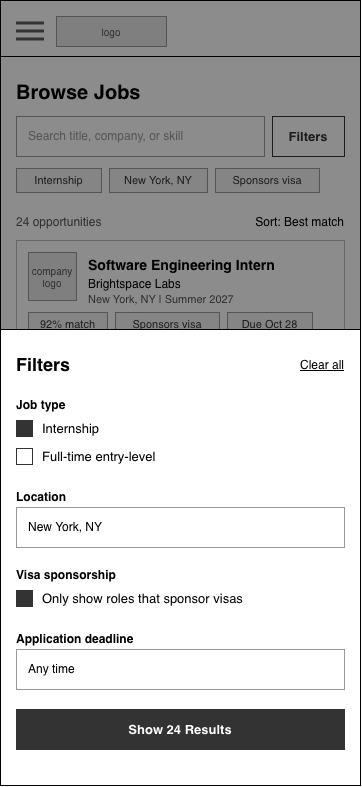 logo
Browse Jobs
Search title, company, or skill
Filters
Internship
New York, NY
Sponsors visa
24 opportunities
Sort: Best match
company
logo
Software Engineering Intern
Brightspace Labs
New York, NY | Summer 2027
92% match
Sponsors visa
Due Oct 28
Filters
Clear all
Job type
Internship
Full-time entry-level
Location
New York, NY
Visa sponsorship
Only show roles that sponsor visas
Application deadline
Any time
Show 24 Results